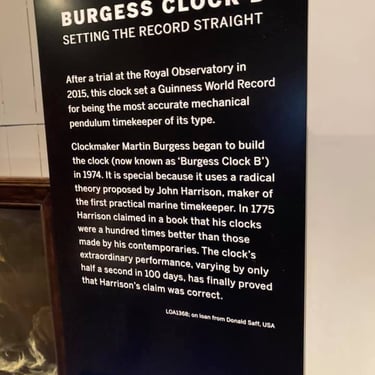 BURGESS CLOCK B
SETTING THE RECORD STRAIGHT
After a trial at the Royal Observatory in
2015, this clock set a Guinness World Record
for being the most accurate mechanical
pendulum timekeeper of its type.
Clockmaker Martin Burgess began to build
the clock (now known as ‘Burgess Clock B’)
in 1974. It is special because it uses a radical
theory proposed by John Harrison, maker of
the first practical marine timekeeper. In 1775
Harrison claimed in a book that his clocks
were a hundred times better than those
made by his contemporaries. The clock’s
extraordinary performance, varying by only
half a second in 100 days, has finally proved
that Harrison’s claim was correct.
LOA1368; on loan from Donald Saff, USA